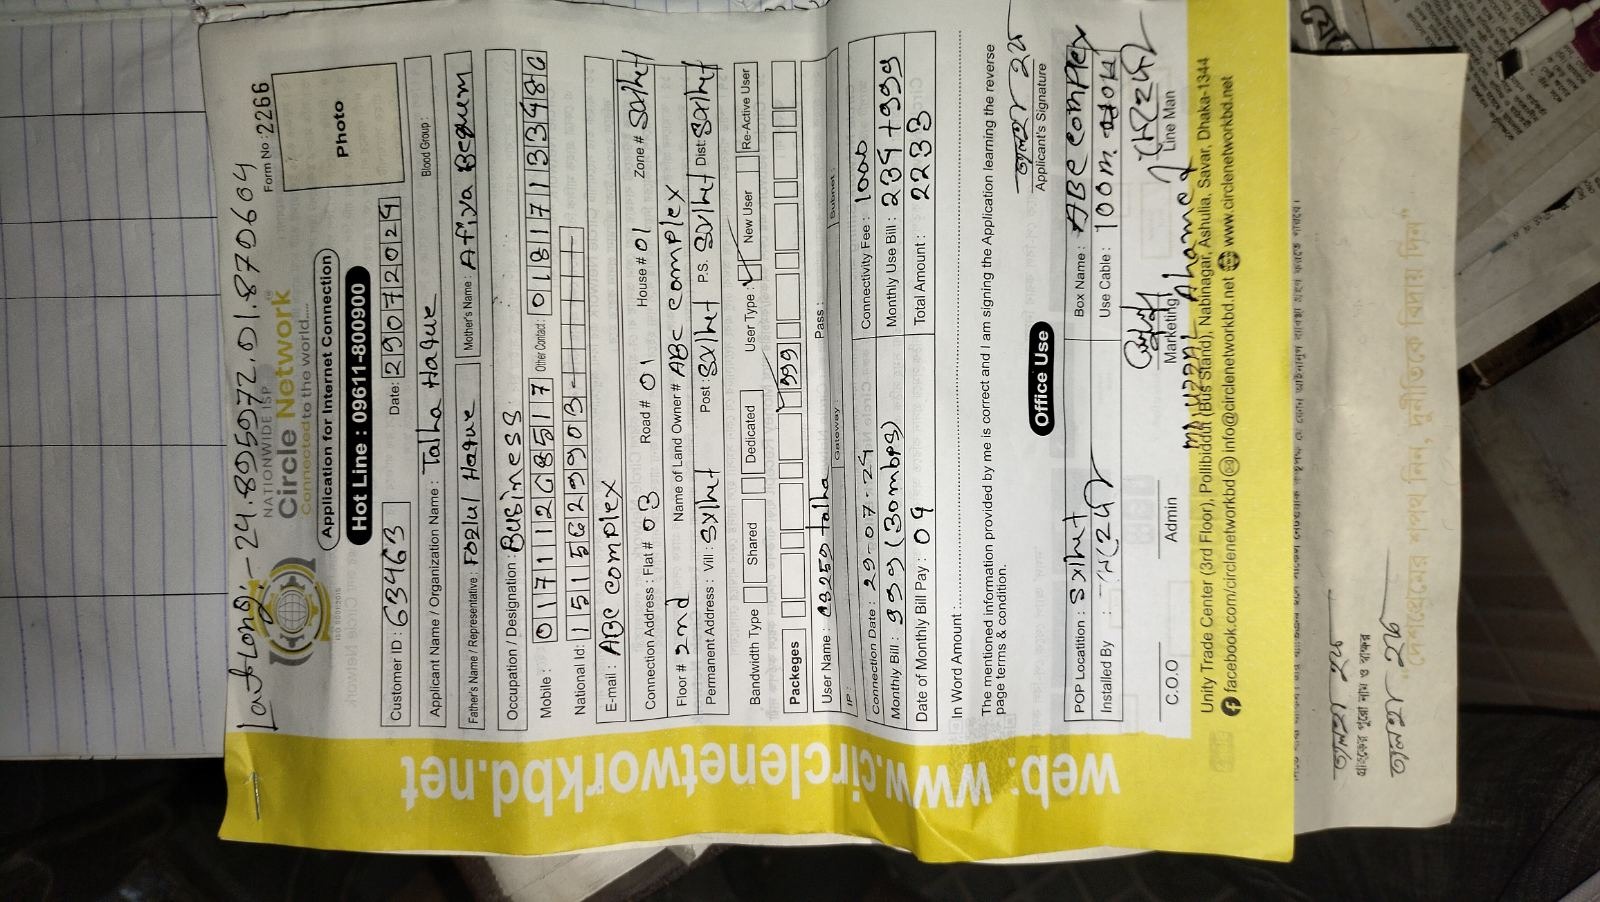 Lat Long:- 24.895072.01.870604
NATIONWIDE ISP
Circle Network
Connected to the world.....
Form No :2266
Photo
Application for Internet Connection
Hot Line : 09611-800900
Customer ID : 63463 Date: 29072024
Applicant Name / Organization Name : Talha Haque Blood Group :
Father's Name / Representative : Fozlul Haque Mother's Name : Afiya Begum
Occupation / Designation : Business
Mobile : 01711268517 Other Contact :
National Id: 1515629903
E-mail : ABC complex
Connection Address : Flat # 03 Road # 01 House # 01 Zone # Sylhet
Floor # 2nd Name of Land Owner # ABC complex
Permanent Address : Vill : Sylhet Post : Sylhet P.S. Sylhet Dist Sylhet
Bandwidth Type Shared Dedicated User Type : New User Re-Active User
Packeges 999
User Name : talha Pass :
IP : Gateway : Subnet :
Connection Date : 29-07-24 Connectivity Fee : 1000
Monthly Bill : 999 (30mbps) Monthly Use Bill : 234+999
Date of Monthly Bill Pay : 09 Total Amount : 2233
In Word Amount :
The mentioned information provided by me is correct and I am signing the Application learning the reverse
page terms & condition.
Applicant's Signature
Office Use
POP Location : Sylhet Box Name : ABC complex
Installed By : Use Cable : 100m
C.O.O Admin Marketing Line Man
Unity Trade Center (3rd Floor), Pollibiddut (Bus Stand), Nabinagar, Ashulia, Savar, Dhaka-1344
facebook.com/circlenetworkbd info@circlenetworkbd.net www.circlenetworkbd.net
web: www.circlenetworkbd.net
গ্রাহকের পুরো নাম ও স্বাক্ষর
"দেশপ্রেমের শপথ নিন, দুর্নীতিকে বিদায় দিন"